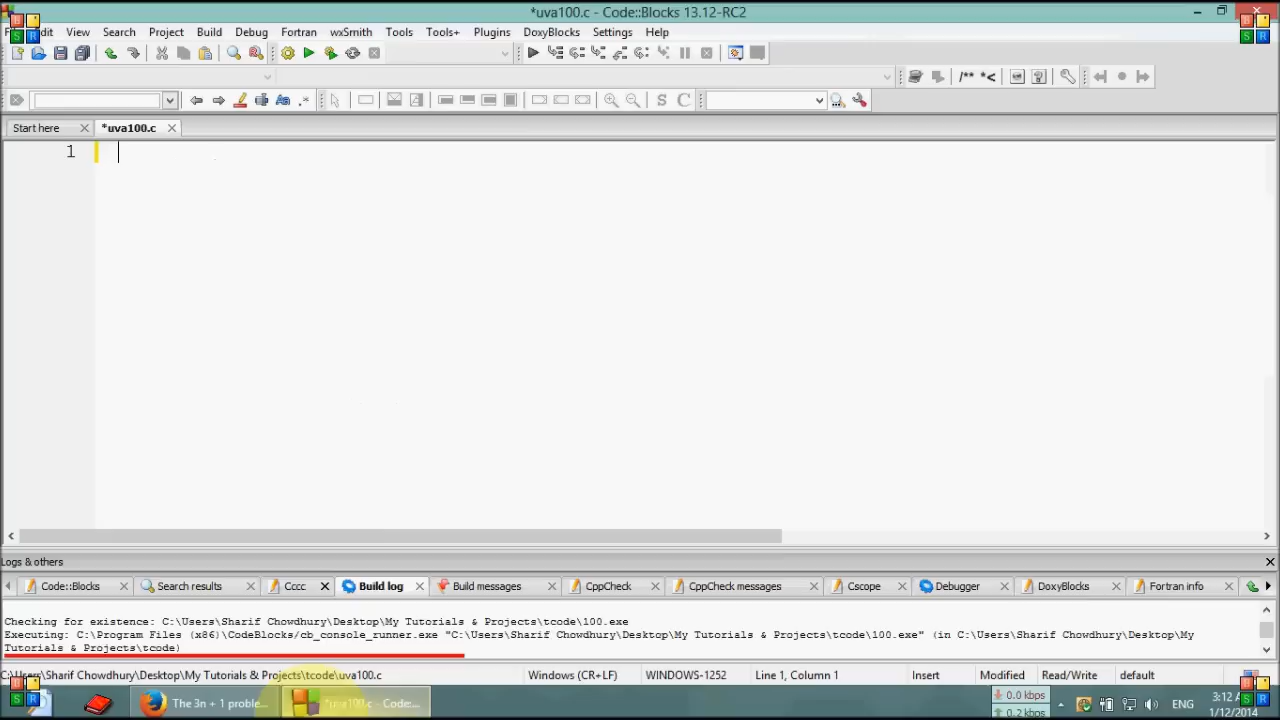 *uva100.c - Code::Blocks 13.12-RC2
View Search Project Build Debug Fortran wxSmith Tools Tools+ Plugins DoxyBlocks Settings Help
/** *<
S C
Start here *uva100.c
1
Logs & others
Code::Blocks Search results Cccc Build log Build messages CppCheck CppCheck messages Cscope Debugger DoxyBlocks Fortran info
Checking for existence: C:\Users\Sharif Chowdhury\Desktop\My Tutorials & Projects\tcode\100.exe
Executing: C:\Program Files (x86)\CodeBlocks/cb_console_runner.exe "C:\Users\Sharif Chowdhury\Desktop\My Tutorials & Projects\tcode\100.exe" (in C:\Users\Sharif Chowdhury\Desktop\My
Tutorials & Projects\tcode)
C:\Users\Sharif Chowdhury\Desktop\My Tutorials & Projects\tcode\uva100.c Windows (CR+LF) WINDOWS-1252 Line 1, Column 1 Insert Modified Read/Write default
The 3n + 1 proble... *uva100.c - Code:... 0.0 kbps 0.2 kbps ENG 3:12 AM 1/12/2014
B S R